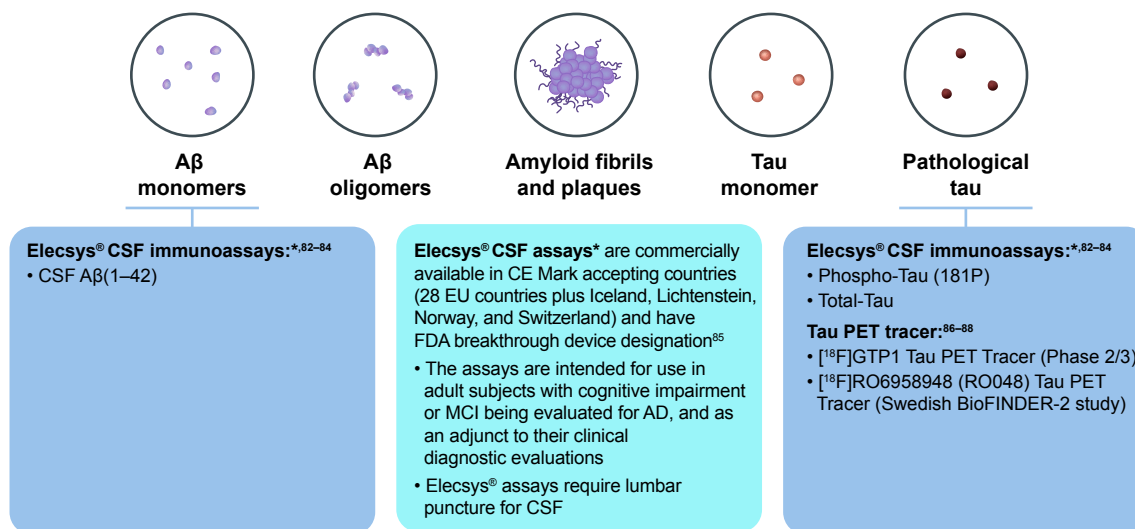 Aβ
monomers
Aβ
oligomers
Amyloid fibrils
and plaques
Tau
monomer
Pathological
tau
Elecsys® CSF immunoassays:*,82–84
• CSF Aβ(1–42)
Elecsys® CSF assays* are commercially
available in CE Mark accepting countries
(28 EU countries plus Iceland, Lichtenstein,
Norway, and Switzerland) and have
FDA breakthrough device designation85
• The assays are intended for use in
adult subjects with cognitive impairment
or MCI being evaluated for AD, and as
an adjunct to their clinical
diagnostic evaluations
• Elecsys® assays require lumbar
puncture for CSF
Elecsys® CSF immunoassays:*,82–84
• Phospho-Tau (181P)
• Total-Tau
Tau PET tracer:86–88
• [18F]GTP1 Tau PET Tracer (Phase 2/3)
• [18F]RO6958948 (RO048) Tau PET
Tracer (Swedish BioFINDER-2 study)